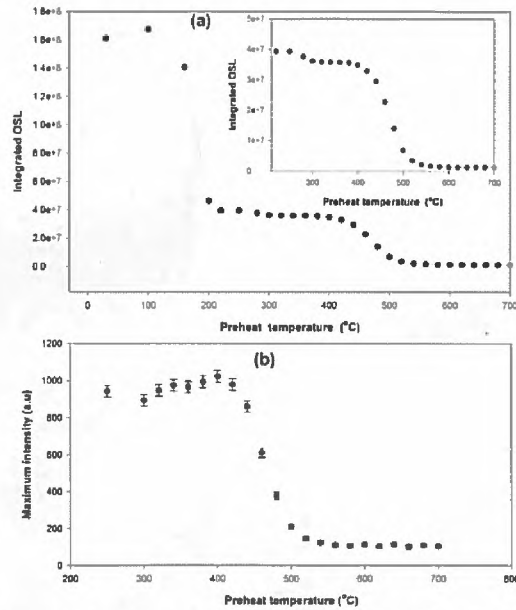 (a)
1.8e+8
1.6e+8
1.4e+8
1.2e+8
1.0e+8
8.0e+7
6.0e+7
4.0e+7
2.0e+7
0.0
Integrated OSL
0 100 200 300 400 500 600 700
Preheat temperature (°C)
5e+7
4e+7
3e+7
2e+7
1e+7
0
Integrated OSL
300 400 500 600 700
Preheat temperature (°C)
(b)
1200
1000
800
600
400
200
0
Maximum intensity (a.u)
200 300 400 500 600 700 800
Preheat temperature (°C)